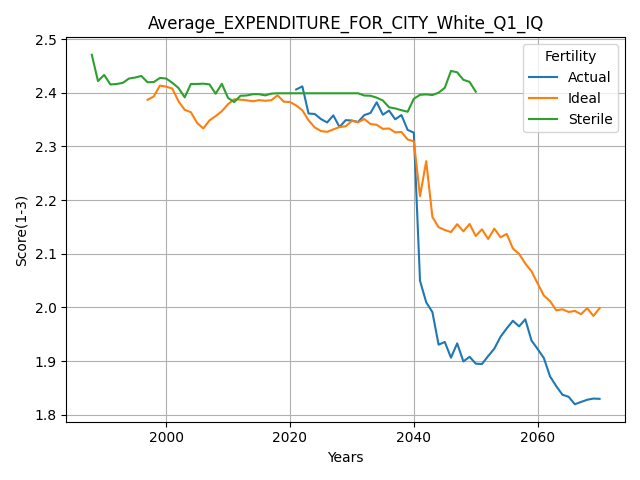 Average_EXPENDITURE_FOR_CITY_White_Q1_IQ
2.5
2.4
2.3
2.2
2.1
2.0
1.9
1.8
Score(1-3)
Fertility
Actual
Ideal
Sterile
2000 2020 2040 2060
Years